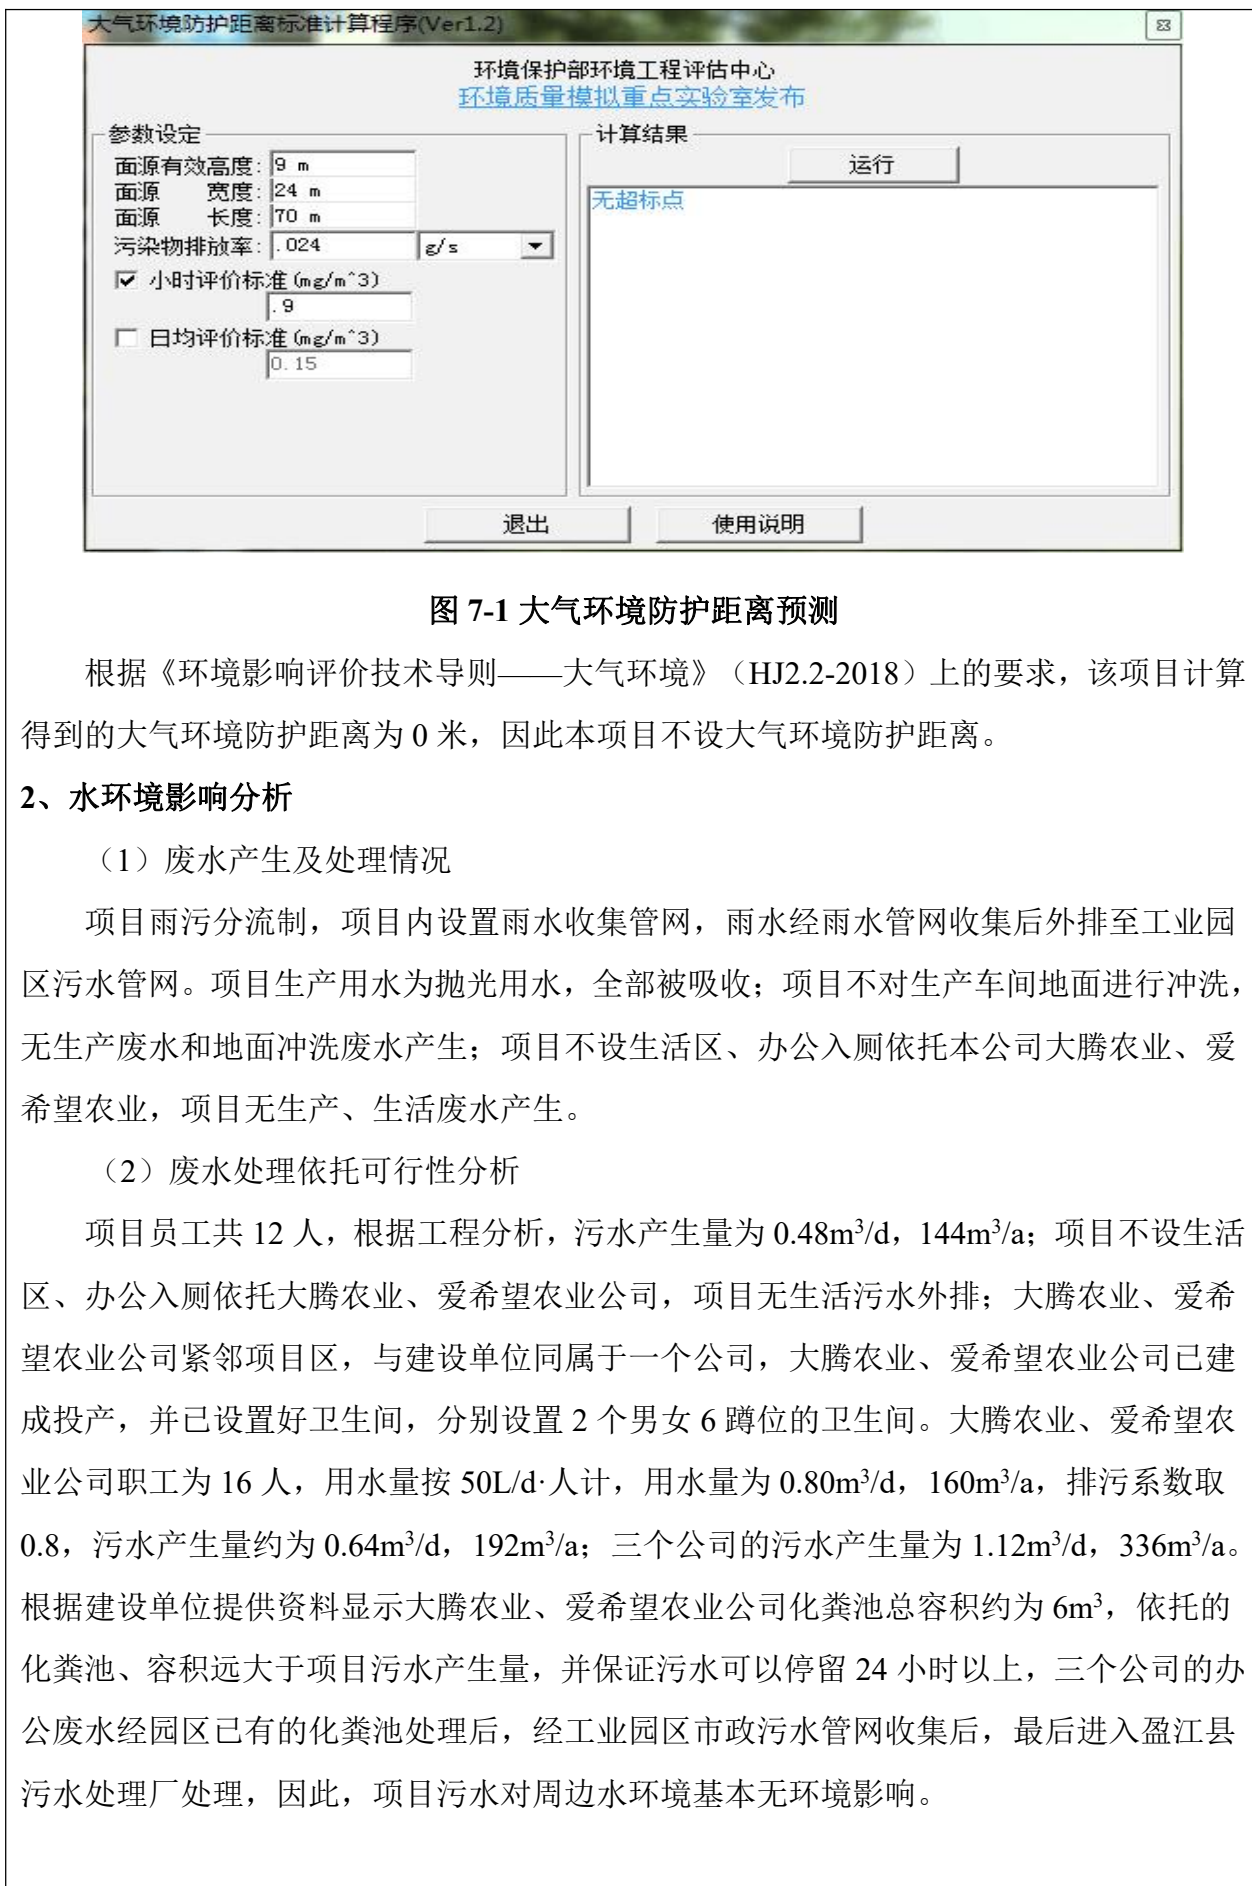 大气环境防护距离标准计算程序(Ver1.2)
环境保护部环境工程评估中心
环境质量模拟重点实验室发布
参数设定
面源有效高度: 9 m
面源 宽度: 24 m
面源 长度: 70 m
污染物排放率: .024 g/s
小时评价标准(mg/m^3)
.9
日均评价标准(mg/m^3)
0.15
计算结果
运行
无超标点
退出 使用说明
图 7-1 大气环境防护距离预测
根据《环境影响评价技术导则——大气环境》（HJ2.2-2018）上的要求，该项目计算
得到的大气环境防护距离为 0 米，因此本项目不设大气环境防护距离。
2、水环境影响分析
（1）废水产生及处理情况
项目雨污分流制，项目内设置雨水收集管网，雨水经雨水管网收集后外排至工业园
区污水管网。项目生产用水为抛光用水，全部被吸收；项目不对生产车间地面进行冲洗，
无生产废水和地面冲洗废水产生；项目不设生活区、办公入厕依托本公司大腾农业、爱
希望农业，项目无生产、生活废水产生。
（2）废水处理依托可行性分析
项目员工共 12 人，根据工程分析，污水产生量为 0.48m³/d，144m³/a；项目不设生活
区、办公入厕依托大腾农业、爱希望农业公司，项目无生活污水外排；大腾农业、爱希
望农业公司紧邻项目区，与建设单位同属于一个公司，大腾农业、爱希望农业公司已建
成投产，并已设置好卫生间，分别设置 2 个男女 6 蹲位的卫生间。大腾农业、爱希望农
业公司职工为 16 人，用水量按 50L/d·人计，用水量为 0.80m³/d，160m³/a，排污系数取
0.8，污水产生量约为 0.64m³/d，192m³/a；三个公司的污水产生量为 1.12m³/d，336m³/a。
根据建设单位提供资料显示大腾农业、爱希望农业公司化粪池总容积约为 6m³，依托的
化粪池、容积远大于项目污水产生量，并保证污水可以停留 24 小时以上，三个公司的办
公废水经园区已有的化粪池处理后，经工业园区市政污水管网收集后，最后进入盈江县
污水处理厂处理，因此，项目污水对周边水环境基本无环境影响。